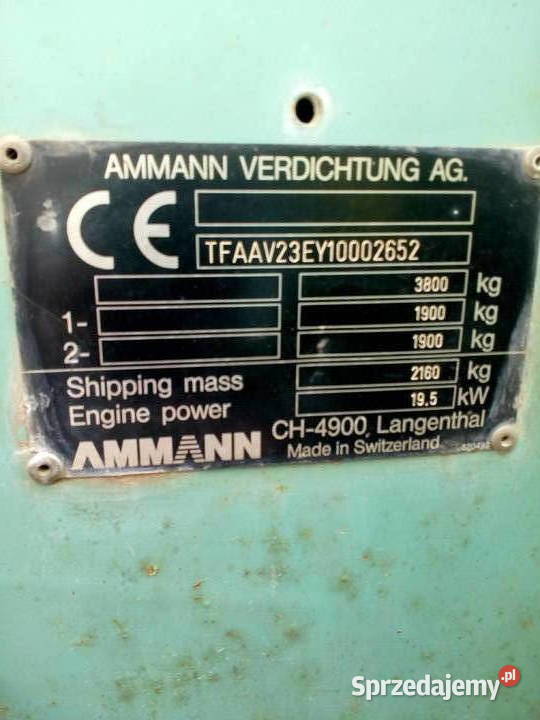 AMMANN VERDICHTUNG AG.
CE
TFAAV23EY10002652
3800 kg
1- 1900 kg
2- 1900 kg
Shipping mass 2160 kg
Engine power 19.5 kW
AMMANN CH-4900 Langenthal
Made in Switzerland
Sprzedajemy.pl